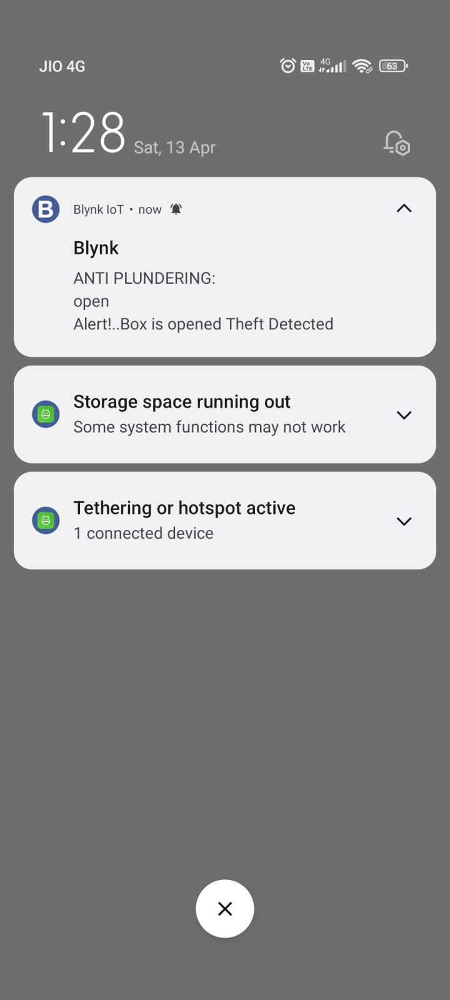 JIO 4G
Vo LTE 4G 63
1:28 Sat, 13 Apr
B Blynk IoT • now
Blynk
ANTI PLUNDERING:
open
Alert!..Box is opened Theft Detected
Storage space running out
Some system functions may not work
Tethering or hotspot active
1 connected device